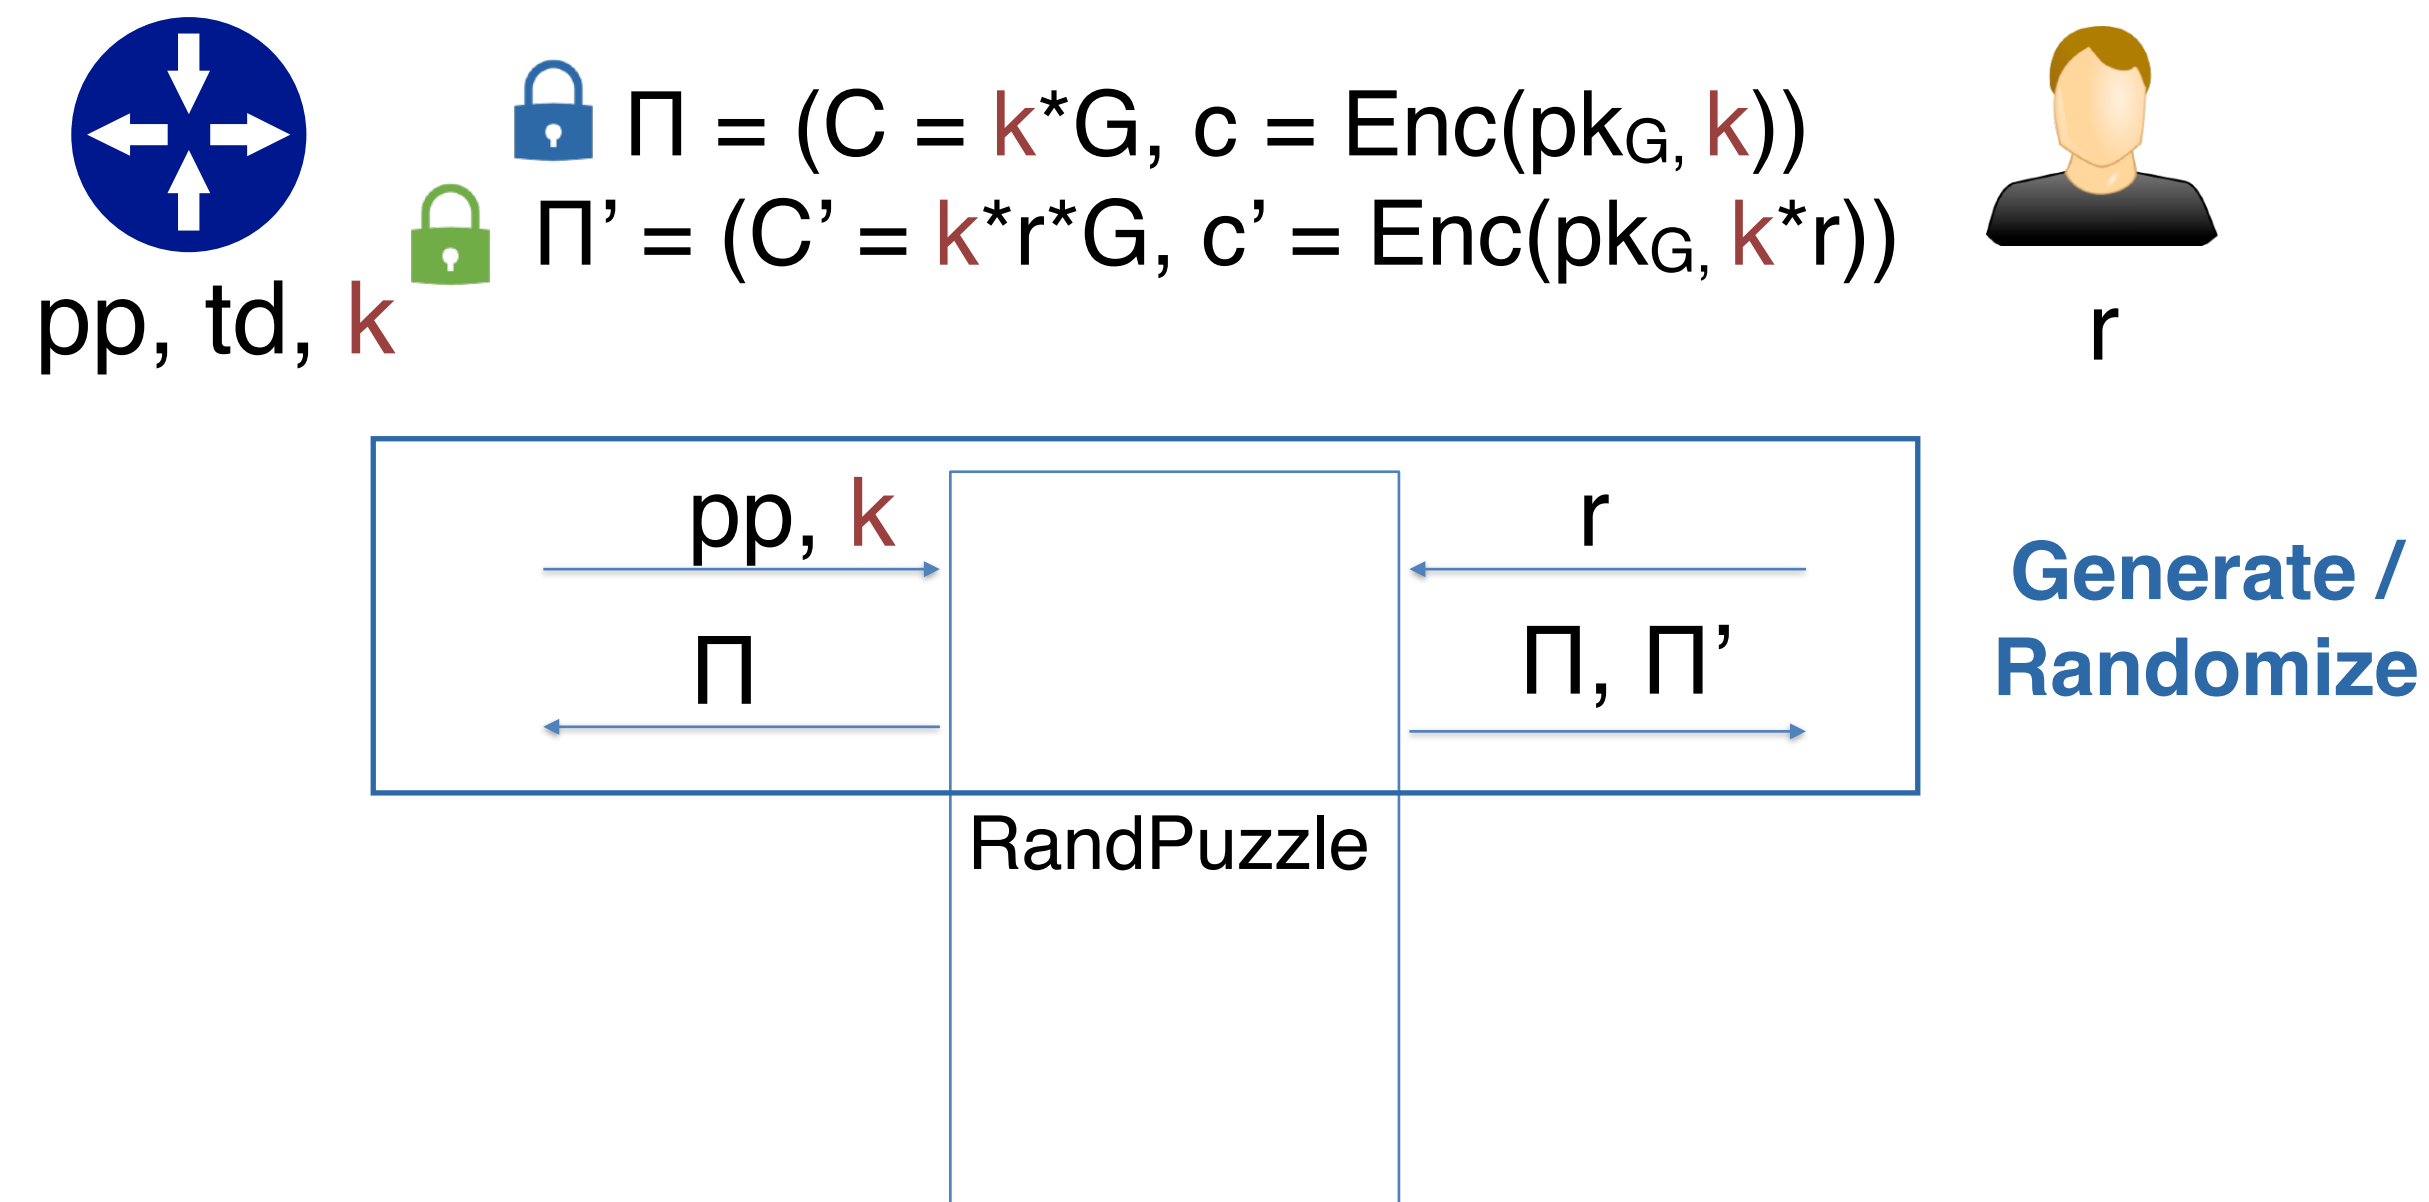 Π = (C = k*G, c = Enc(pkG, k))
Π’ = (C’ = k*r*G, c’ = Enc(pkG, k*r))
pp, td, k
r
pp, k
r
Π
Π, Π’
Generate /
Randomize
RandPuzzle